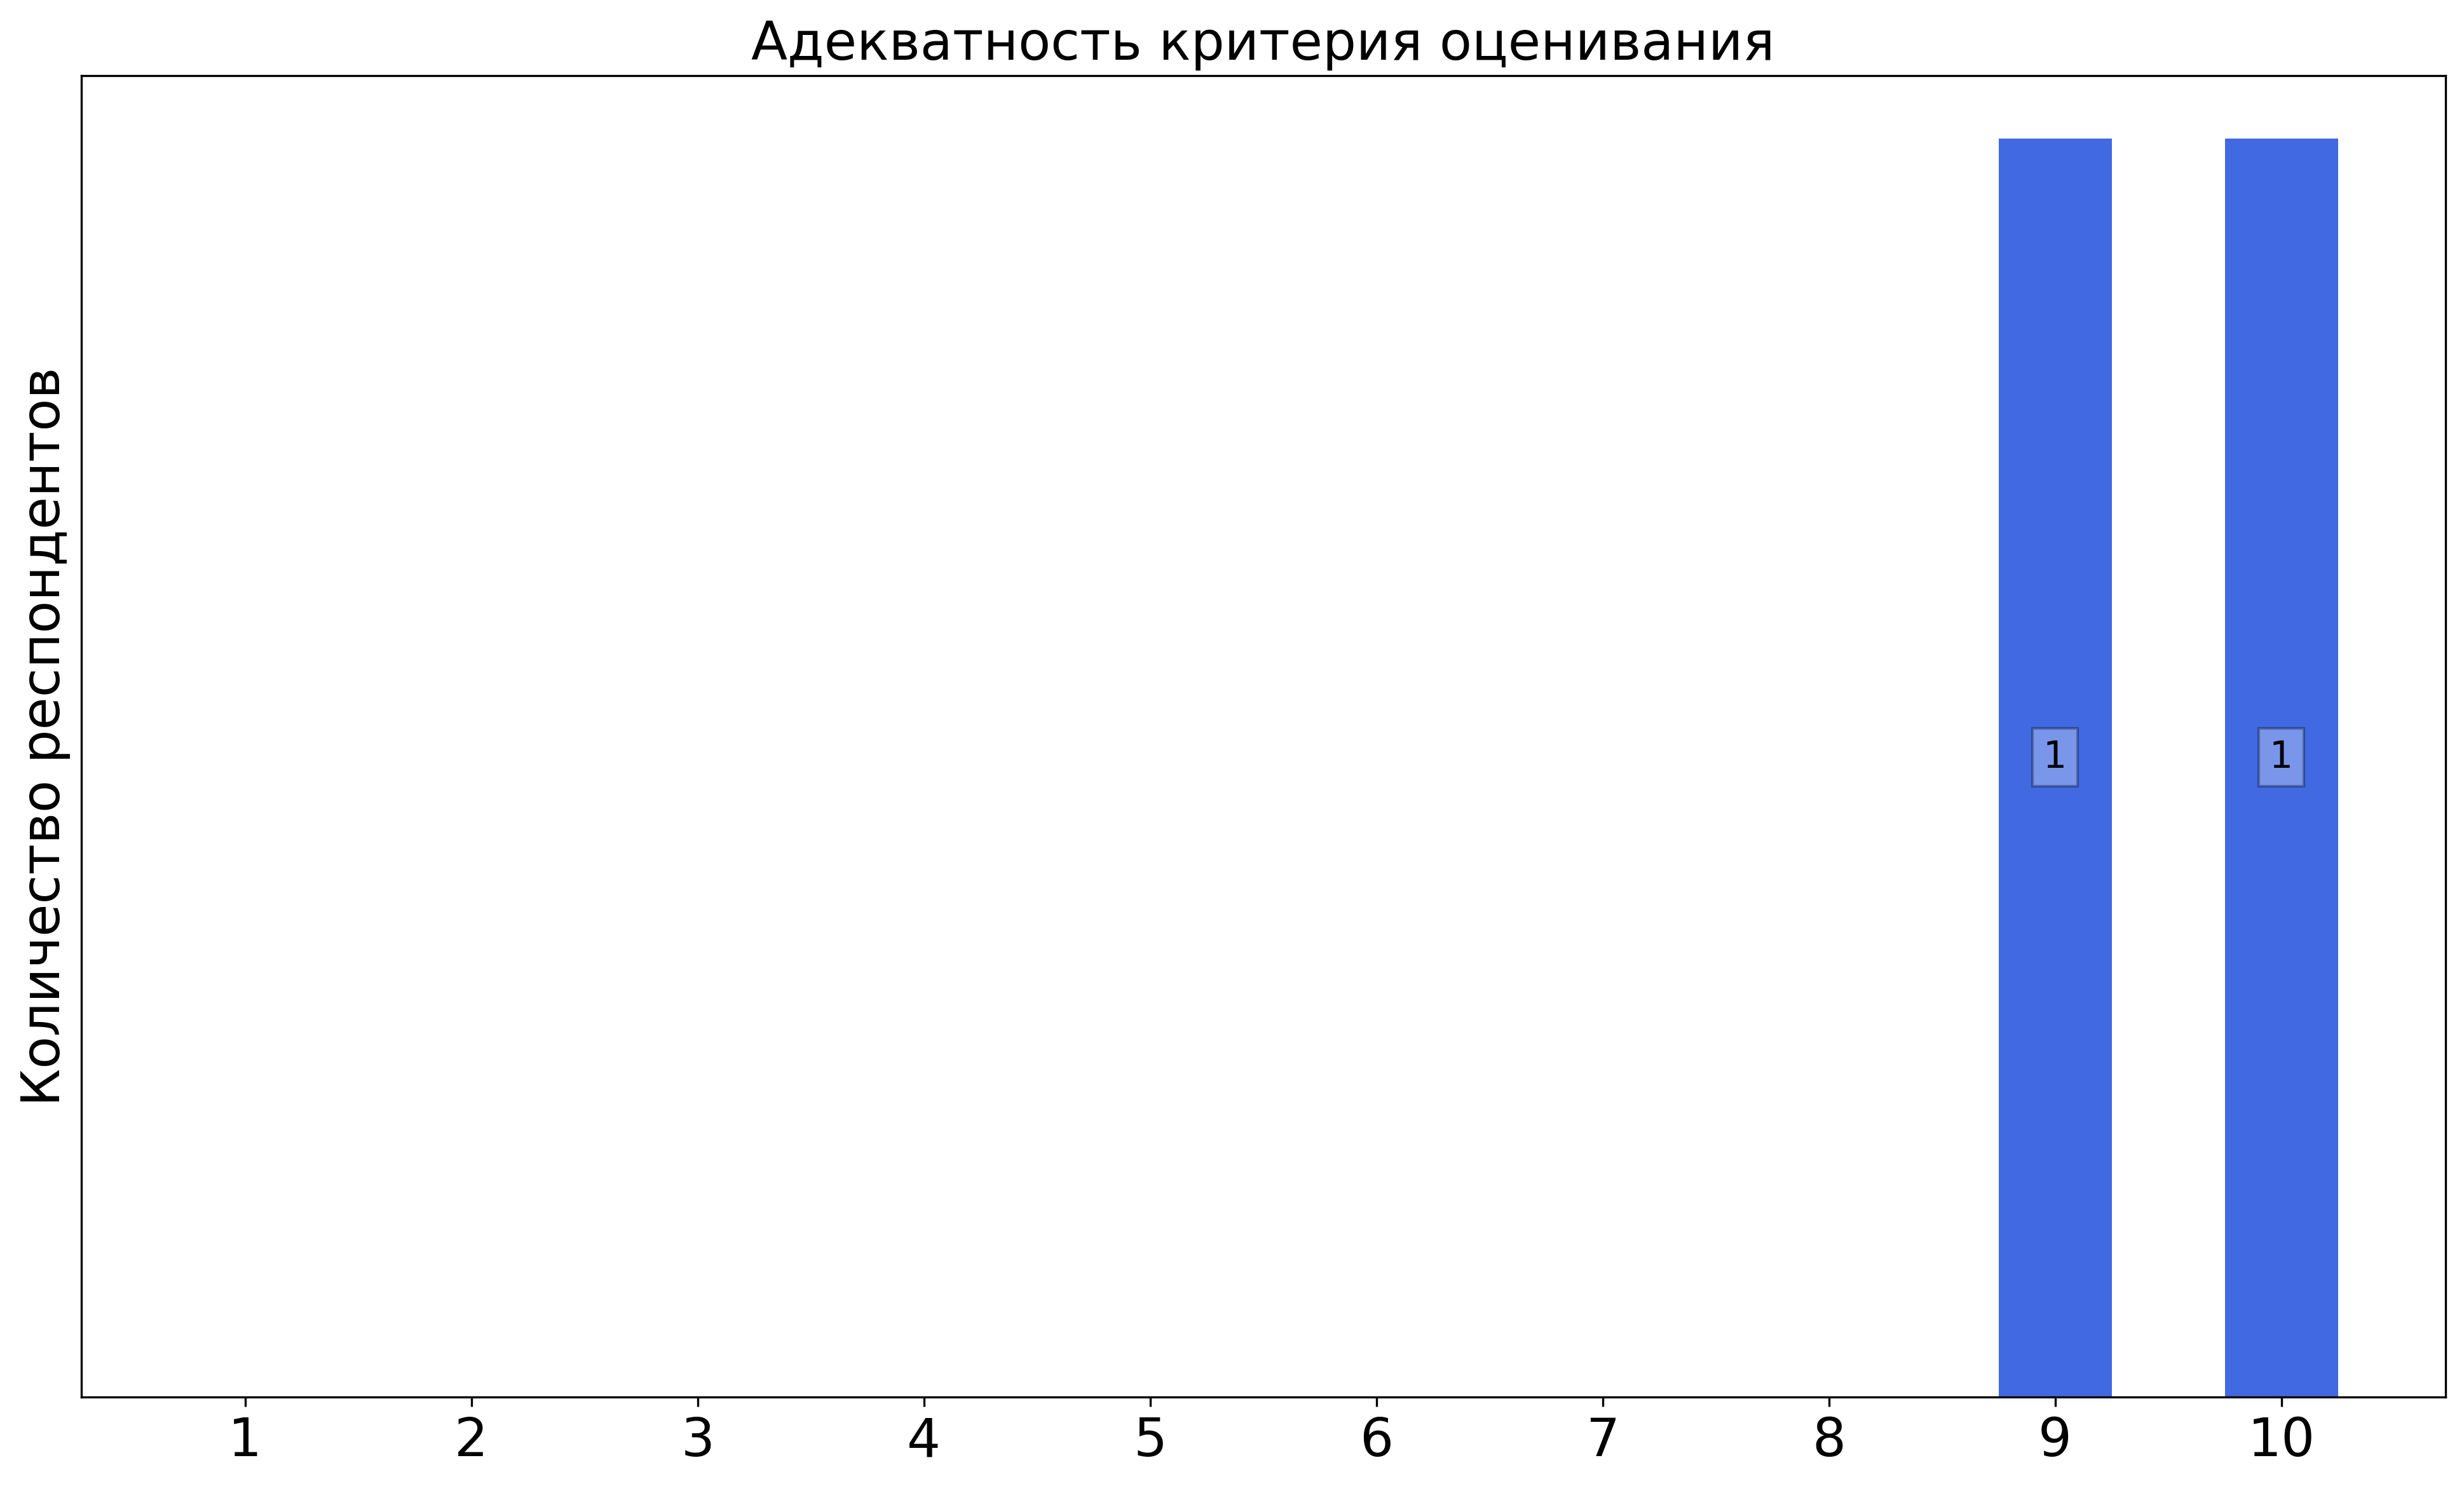 Адекватность критерия оценивания
Количество респондентов
1 1
1 2 3 4 5 6 7 8 9 10